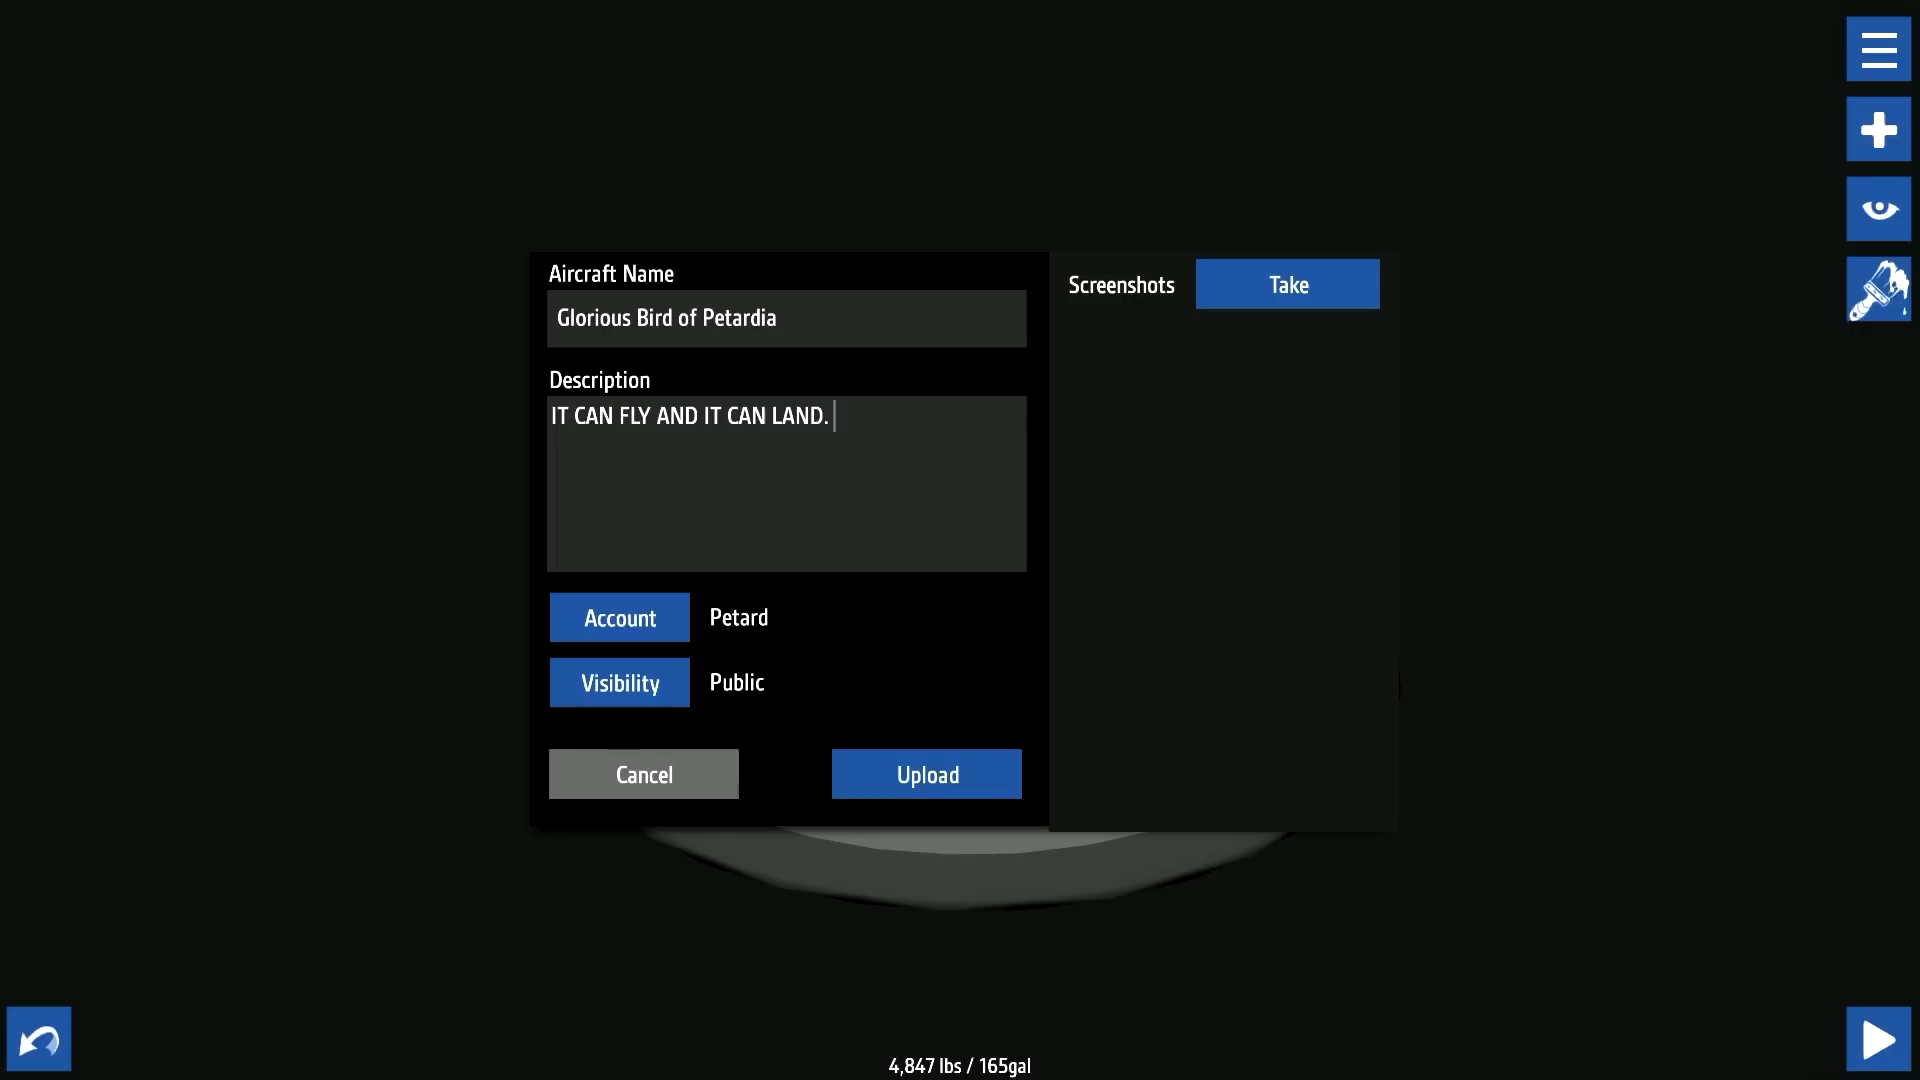 Aircraft Name
Glorious Bird of Petardia
Description
IT CAN FLY AND IT CAN LAND.
Account Petard
Visibility Public
Cancel Upload
Screenshots Take
4,847 lbs / 165gal